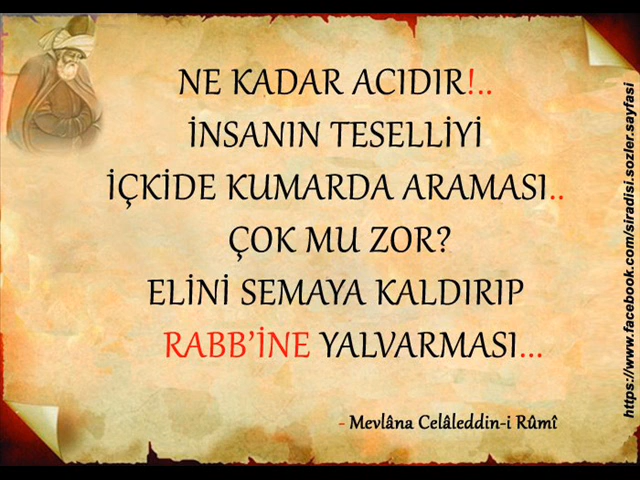 NE KADAR ACIDIR!..
İNSANIN TESELLİYİ
İÇKİDE KUMARDA ARAMASI..
ÇOK MU ZOR?
ELİNİ SEMAYA KALDIRIP
RABB'İNE YALVARMASI...
- Mevlâna Celâleddin-i Rûmî
https://www.facebook.com/siradisi.sozler.sayfasi